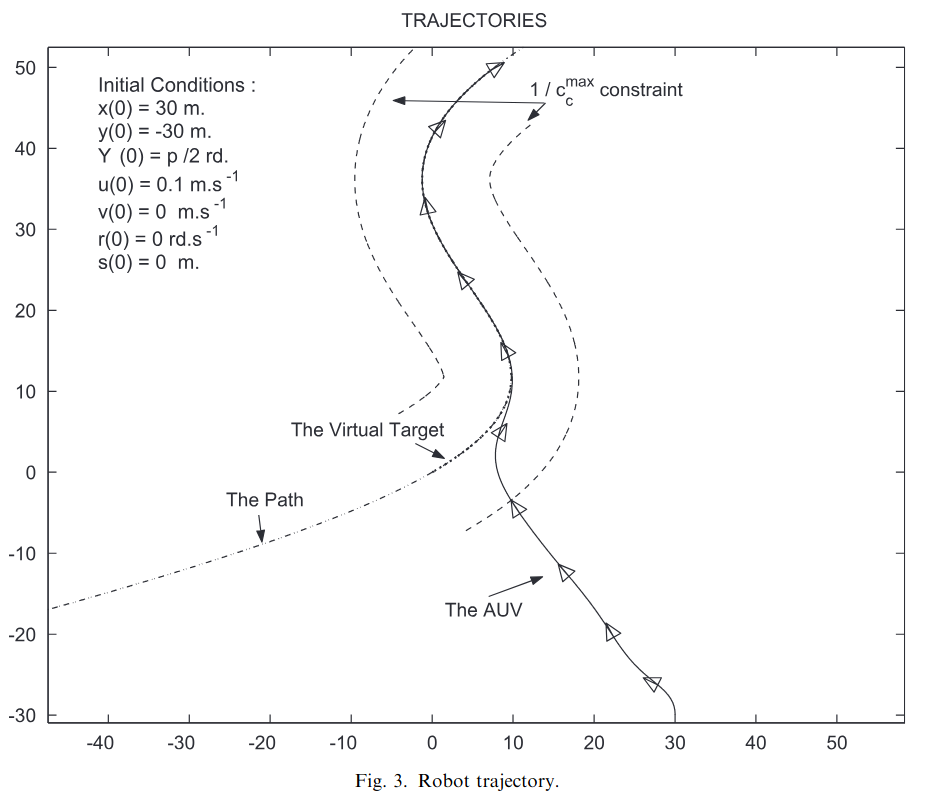 TRAJECTORIES
Initial Conditions :
x(0) = 30 m.
y(0) = -30 m.
Y (0) = p /2 rd.
u(0) = 0.1 m.s -1
v(0) = 0 m.s -1
r(0) = 0 rd.s -1
s(0) = 0 m.
1 / c_c^max constraint
The Virtual Target
The Path
The AUV
50
40
30
20
10
0
-10
-20
-30
-40 -30 -20 -10 0 10 20 30 40 50
Fig. 3. Robot trajectory.